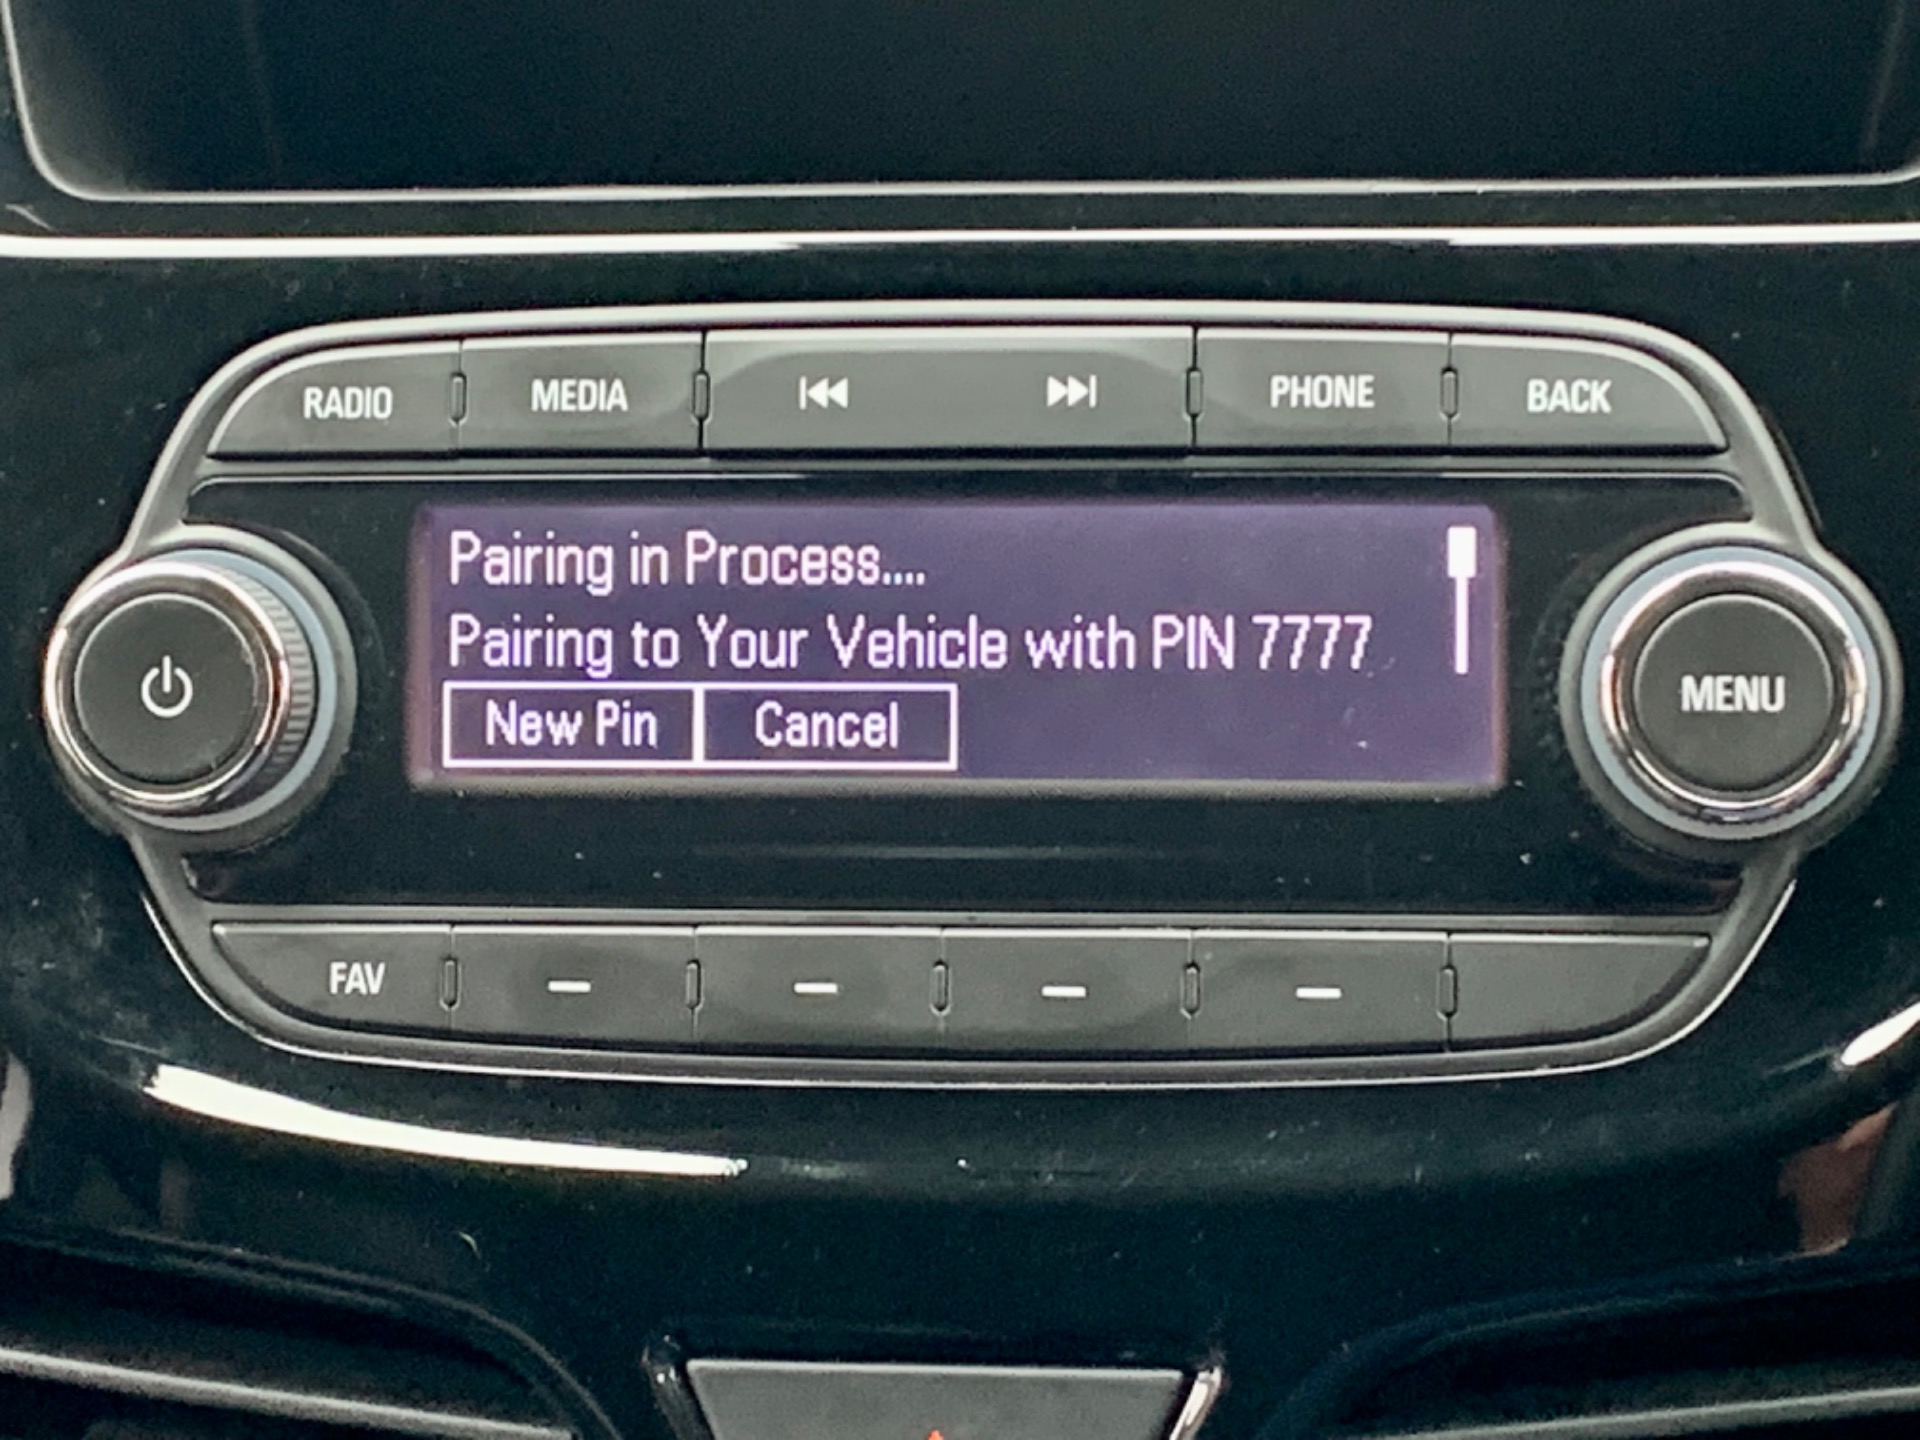 RADIO MEDIA PHONE BACK
Pairing in Process....
Pairing to Your Vehicle with PIN 7777
New Pin Cancel
MENU
FAV